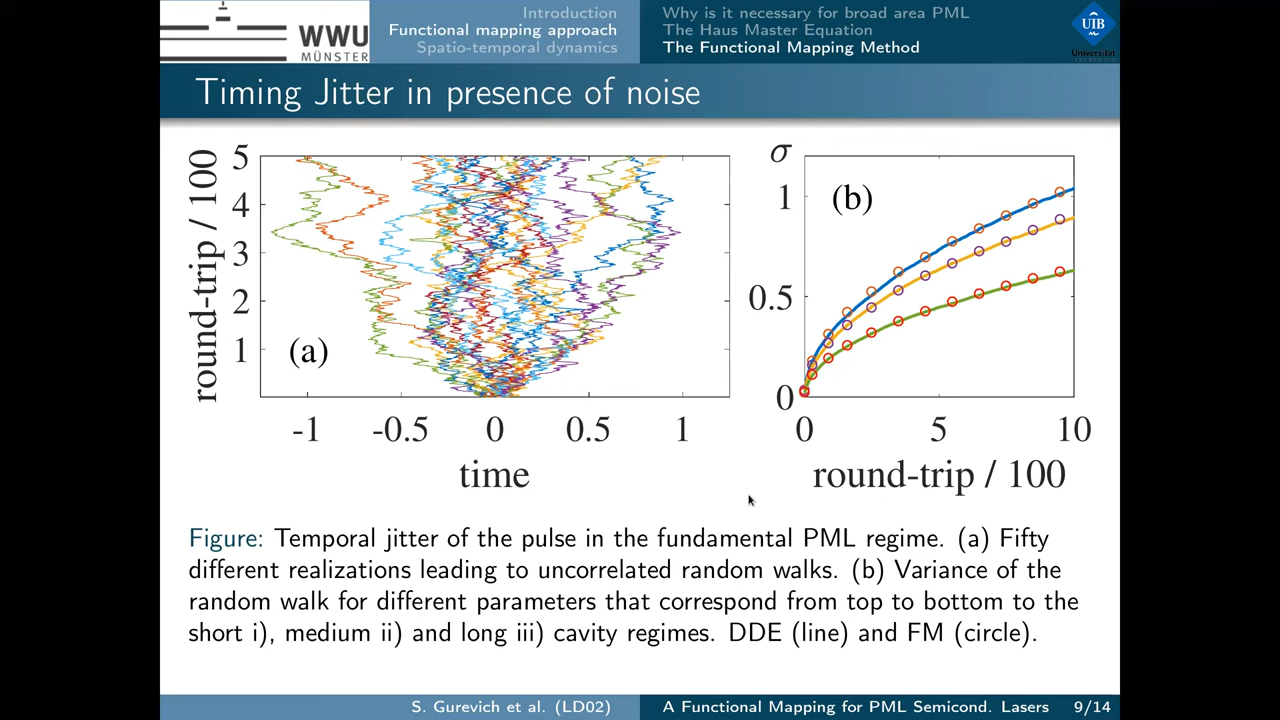 WWU
MÜNSTER
Introduction
Functional mapping approach
Spatio-temporal dynamics
Why is it necessary for broad area PML
The Haus Master Equation
The Functional Mapping Method
UIB
Universitat
Timing Jitter in presence of noise
round-trip / 100
5
4
3
2
1
(a)
-1 -0.5 0 0.5 1
time
σ
1
0.5
0
(b)
0 5 10
round-trip / 100
Figure: Temporal jitter of the pulse in the fundamental PML regime. (a) Fifty
different realizations leading to uncorrelated random walks. (b) Variance of the
random walk for different parameters that correspond from top to bottom to the
short i), medium ii) and long iii) cavity regimes. DDE (line) and FM (circle).
S. Gurevich et al. (LD02)
A Functional Mapping for PML Semicond. Lasers 9/14